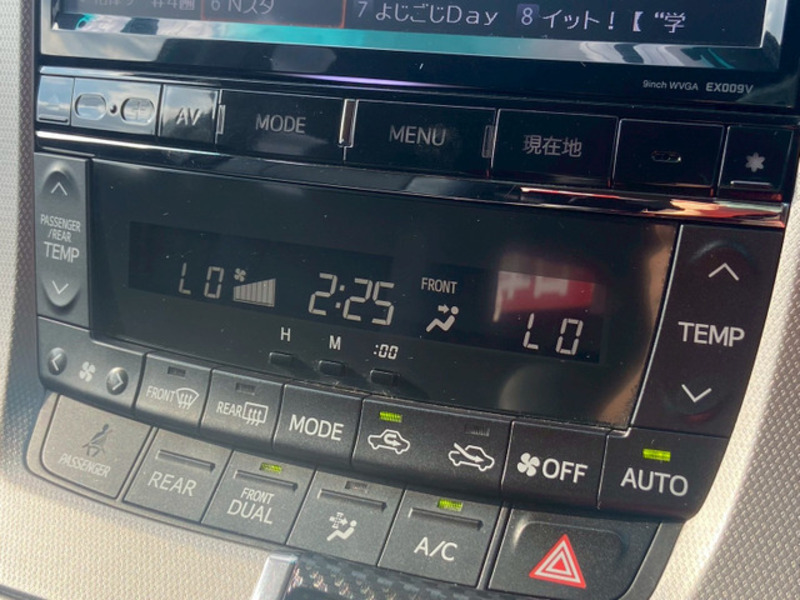 6 Nスタ
7 よじごじDay 8 イット！【 “学
9inch WVGA EX009V
AV MODE MENU 現在地
PASSENGER
/REAR
TEMP
LO 2:25 FRONT LO
H M :00
TEMP
FRONT REAR MODE OFF AUTO
PASSENGER REAR FRONT
DUAL A/C